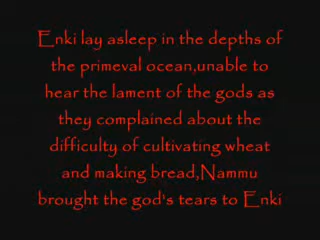 Enki lay asleep in the depths of
the primeval ocean,unable to
hear the lament of the gods as
they complained about the
difficulty of cultivating wheat
and making bread,Nammu
brought the god's tears to Enki